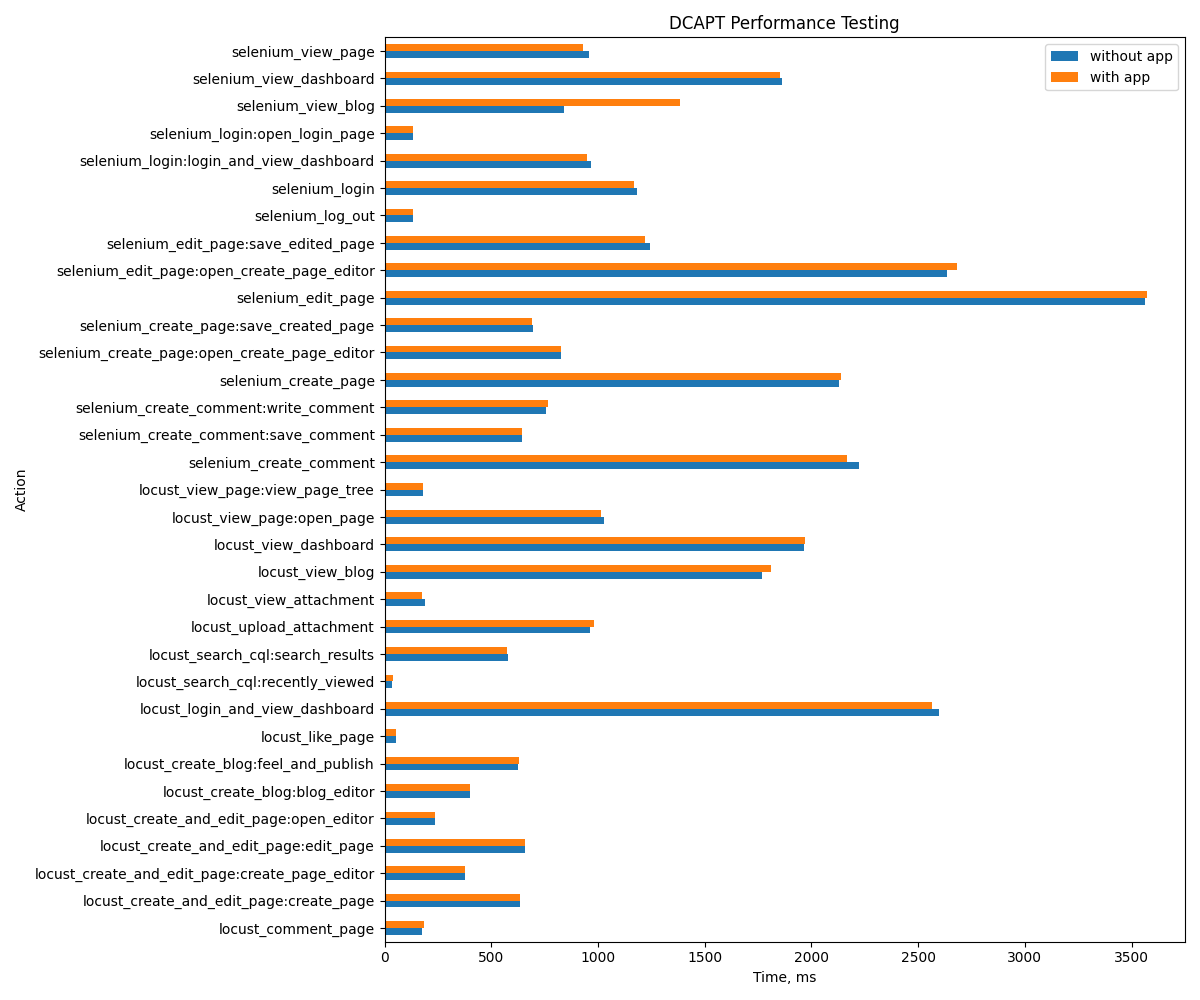 DCAPT Performance Testing
without app
with app
selenium_view_page
selenium_view_dashboard
selenium_view_blog
selenium_login:open_login_page
selenium_login:login_and_view_dashboard
selenium_login
selenium_log_out
selenium_edit_page:save_edited_page
selenium_edit_page:open_create_page_editor
selenium_edit_page
selenium_create_page:save_created_page
selenium_create_page:open_create_page_editor
selenium_create_page
selenium_create_comment:write_comment
selenium_create_comment:save_comment
selenium_create_comment
locust_view_page:view_page_tree
locust_view_page:open_page
locust_view_dashboard
locust_view_blog
locust_view_attachment
locust_upload_attachment
locust_search_cql:search_results
locust_search_cql:recently_viewed
locust_login_and_view_dashboard
locust_like_page
locust_create_blog:feel_and_publish
locust_create_blog:blog_editor
locust_create_and_edit_page:open_editor
locust_create_and_edit_page:edit_page
locust_create_and_edit_page:create_page_editor
locust_create_and_edit_page:create_page
locust_comment_page
Action
0 500 1000 1500 2000 2500 3000 3500
Time, ms